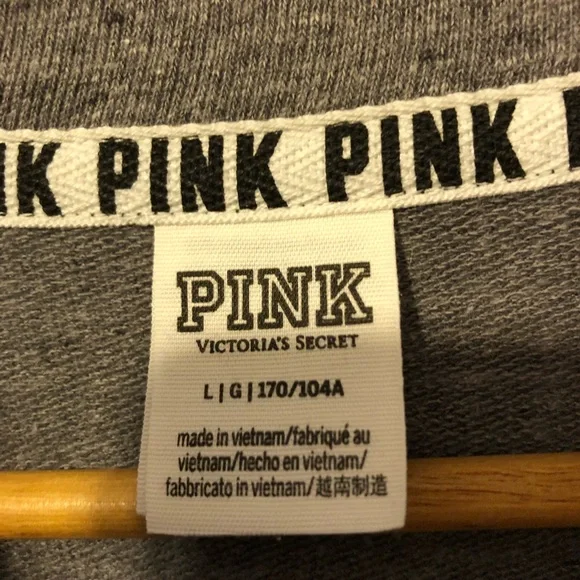 NK PINK PINK
PINK
VICTORIA'S SECRET
L | G | 170/104A
made in vietnam/fabriqué au
vietnam/hecho en vietnam/
fabbricato in vietnam/越南制造